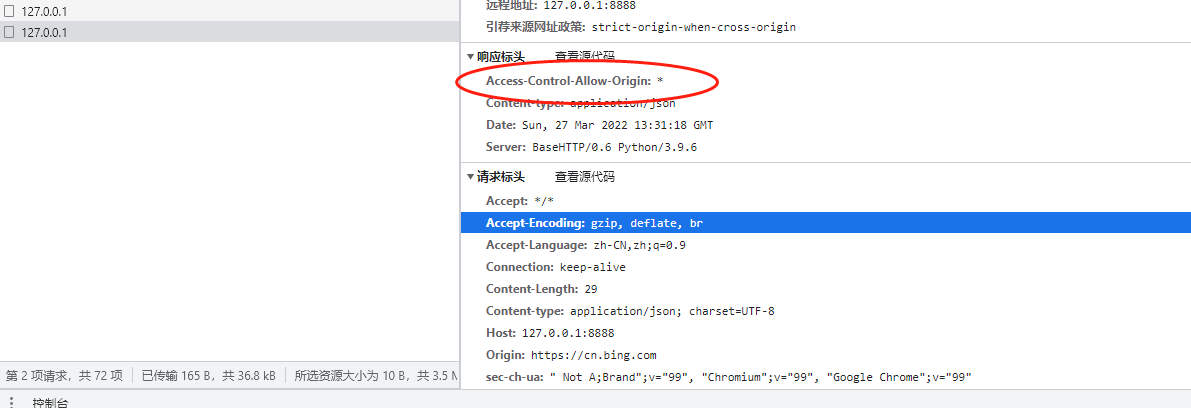 127.0.0.1
127.0.0.1
第 2 项请求，共 72 项 已传输 165 B，共 36.8 kB 所选资源大小为 10 B，共 3.5 M
控制台
远程地址: 127.0.0.1:8888
引荐来源网址政策: strict-origin-when-cross-origin
响应标头 查看源代码
Access-Control-Allow-Origin: *
Content-type: application/json
Date: Sun, 27 Mar 2022 13:31:18 GMT
Server: BaseHTTP/0.6 Python/3.9.6
请求标头 查看源代码
Accept: */*
Accept-Encoding: gzip, deflate, br
Accept-Language: zh-CN,zh;q=0.9
Connection: keep-alive
Content-Length: 29
Content-type: application/json; charset=UTF-8
Host: 127.0.0.1:8888
Origin: https://cn.bing.com
sec-ch-ua: " Not A;Brand";v="99", "Chromium";v="99", "Google Chrome";v="99"